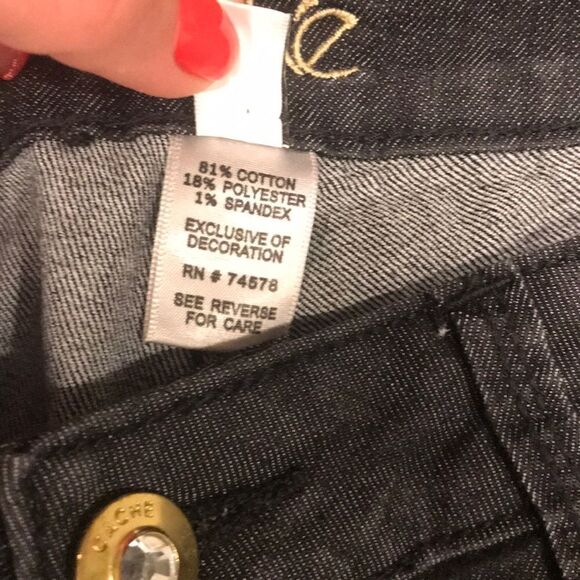 81% COTTON
18% POLYESTER
1% SPANDEX
EXCLUSIVE OF
DECORATION
RN # 74578
SEE REVERSE
FOR CARE
CACHE